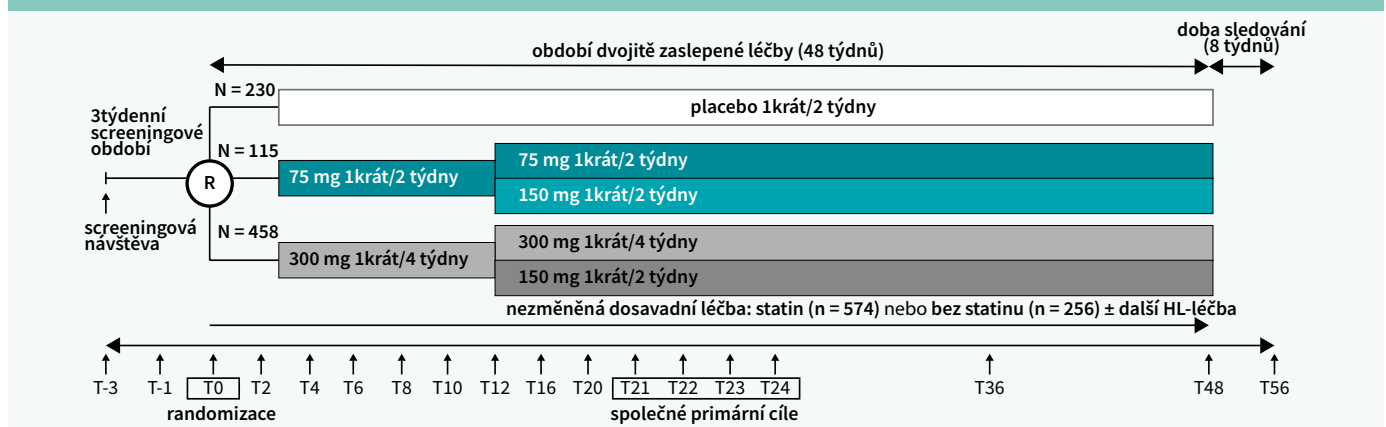 doba sledování
(8 týdnů)
období dvojitě zaslepené léčby (48 týdnů)
N = 230
placebo 1krát/2 týdny
3týdenní
screeningové
období
N = 115
75 mg 1krát/2 týdny
75 mg 1krát/2 týdny
150 mg 1krát/2 týdny
R
screeningová
návštěva
N = 458
300 mg 1krát/4 týdny
300 mg 1krát/4 týdny
150 mg 1krát/2 týdny
nezměněná dosavadní léčba: statin (n = 574) nebo bez statinu (n = 256) ± další HL-léčba
T-3 T-1 T0 T2 T4 T6 T8 T10 T12 T16 T20 T21 T22 T23 T24 T36 T48 T56
randomizace
společné primární cíle